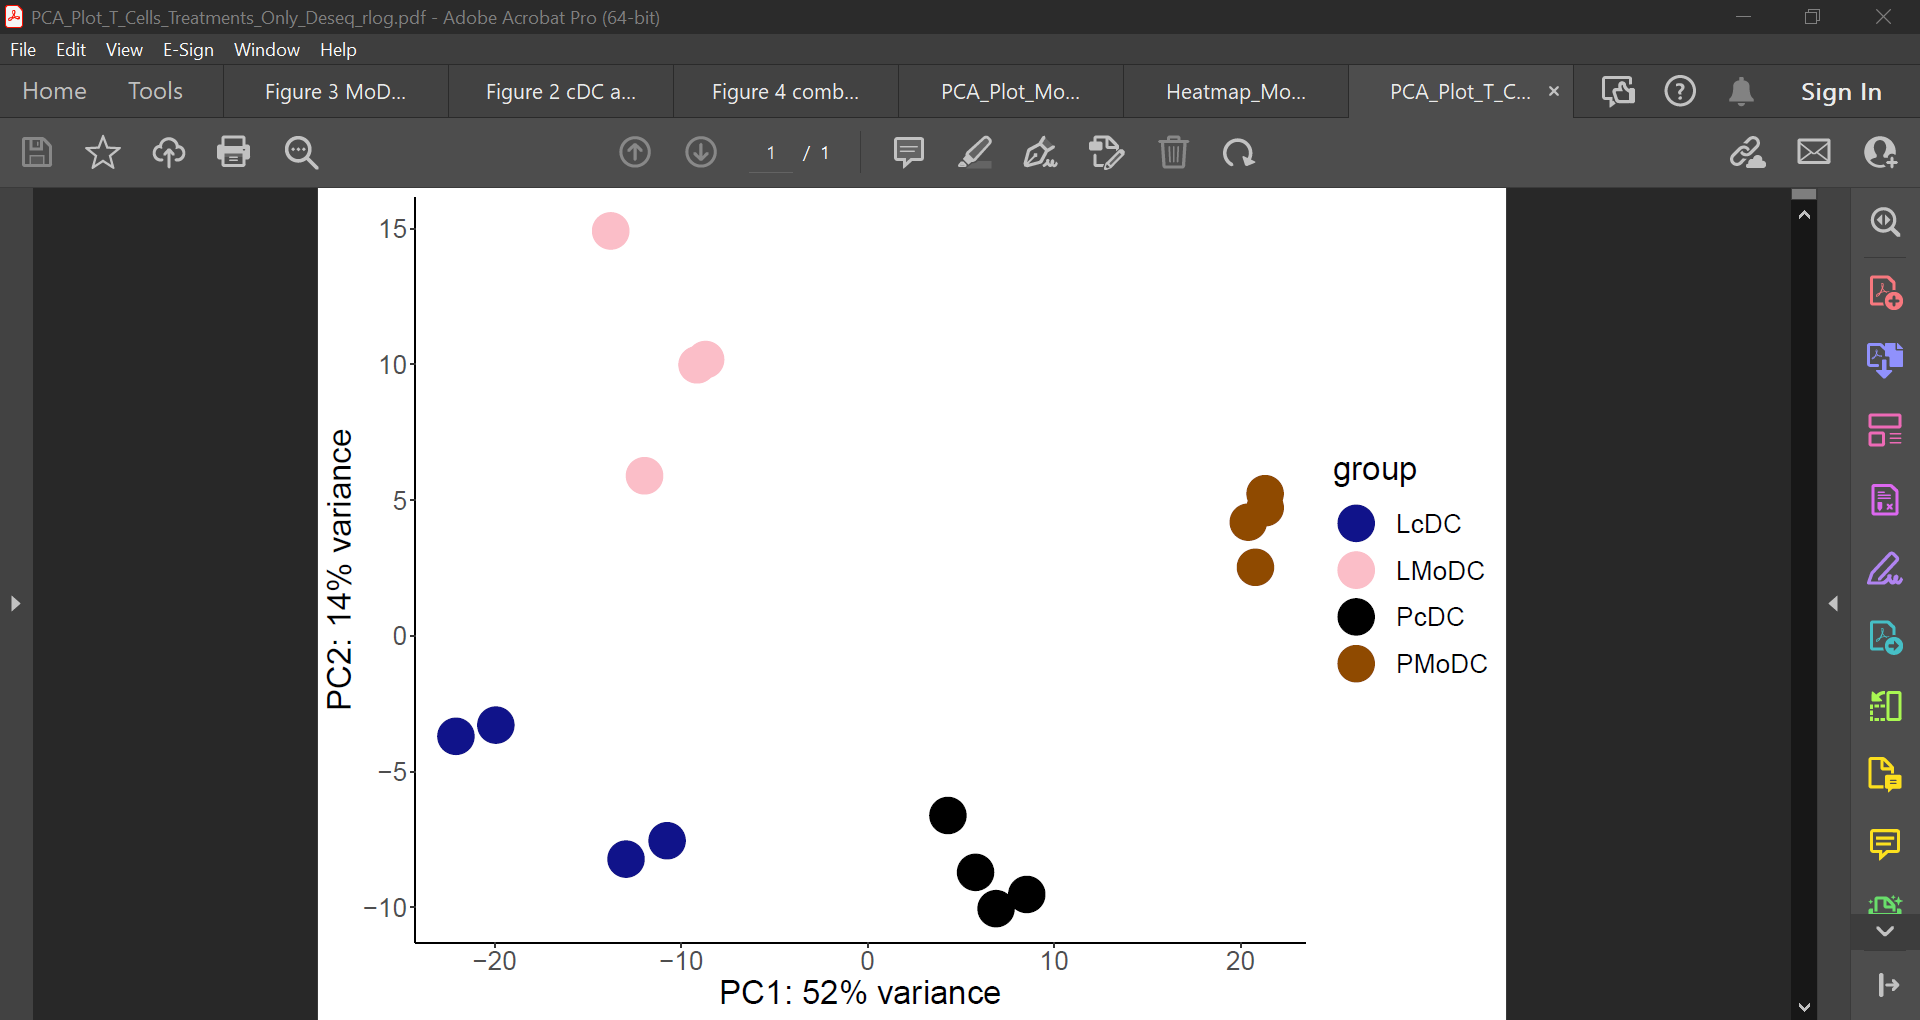 PCA_Plot_T_Cells_Treatments_Only_Deseq_rlog.pdf - Adobe Acrobat Pro (64-bit)
File Edit View E-Sign Window Help
Home Tools Figure 3 MoD... Figure 2 cDC a... Figure 4 comb... PCA_Plot_Mo... Heatmap_Mo... PCA_Plot_T_C... × Sign In
1 / 1
15
10
5
0
−5
−10
PC2: 14% variance
−20 −10 0 10 20
PC1: 52% variance
group
LcDC
LMoDC
PcDC
PMoDC